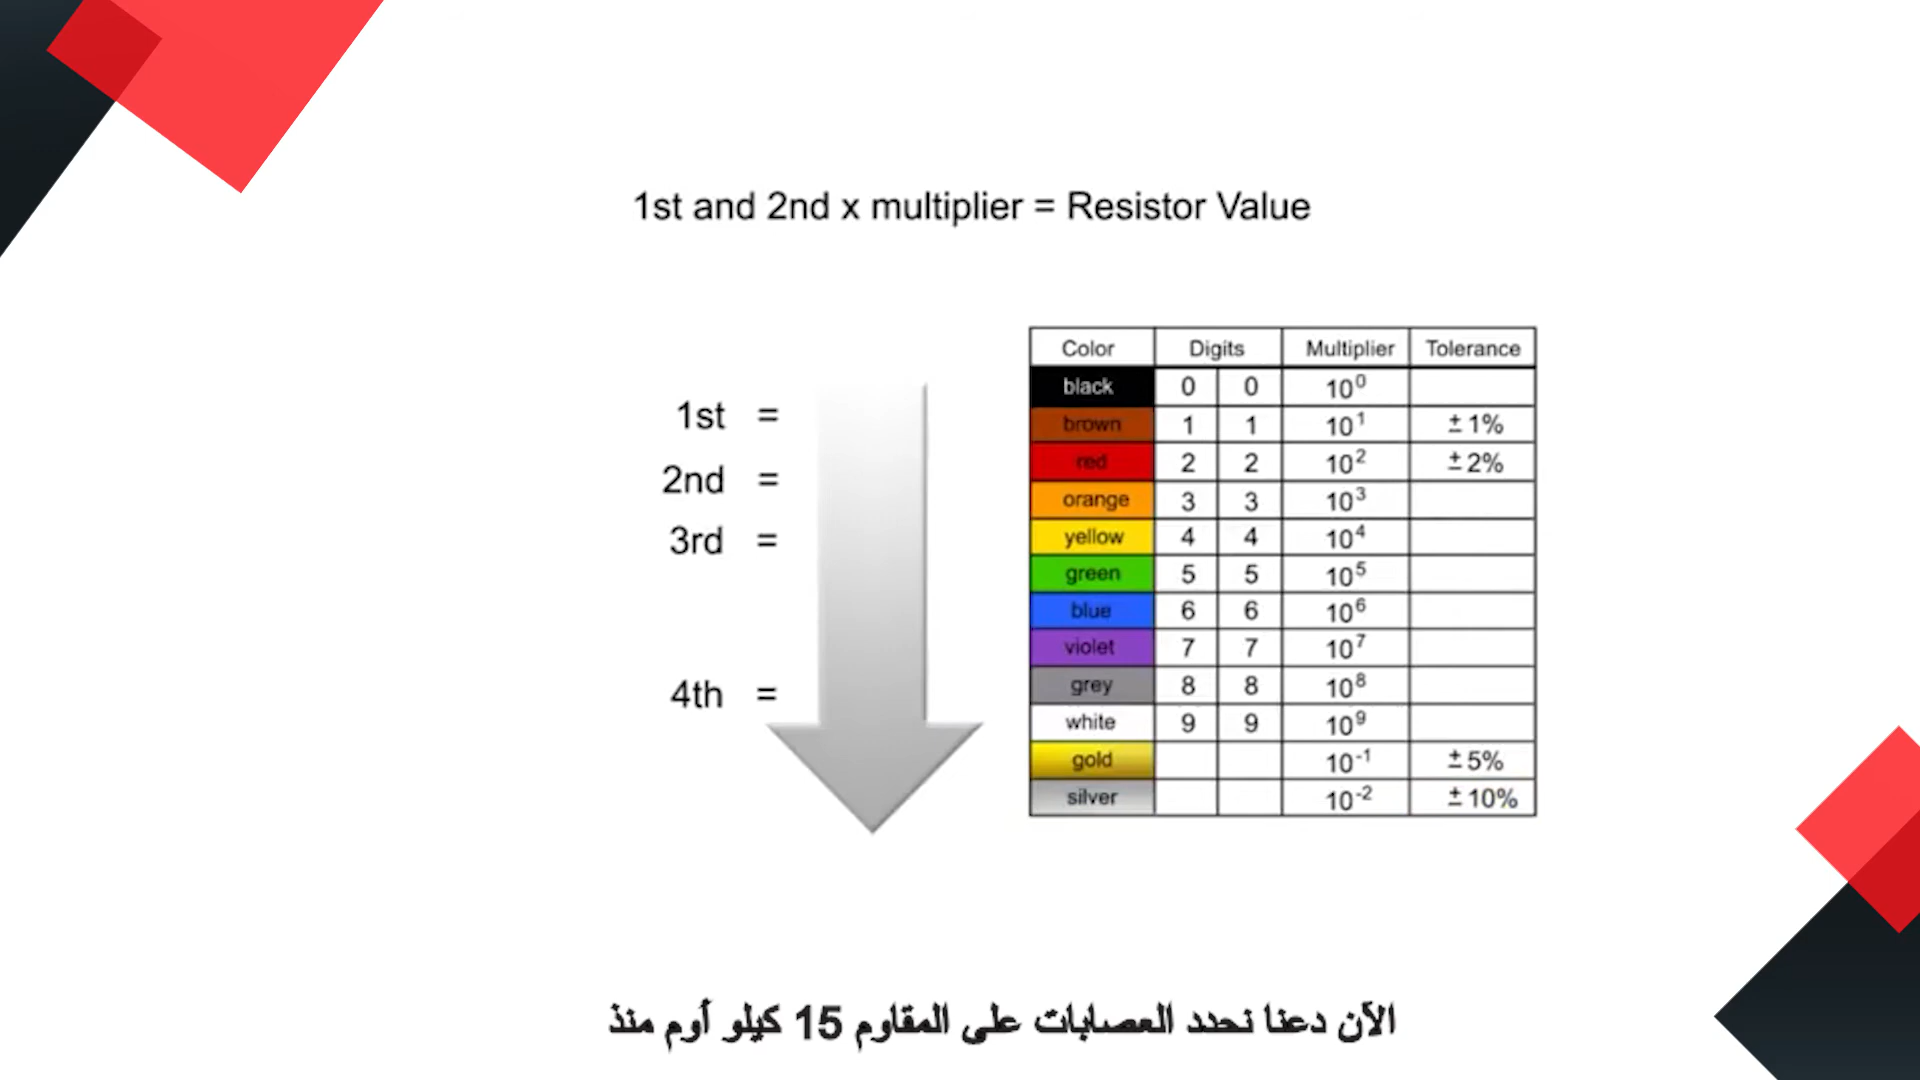 1st and 2nd x multiplier = Resistor Value
1st =
2nd =
3rd =
4th =
Color Digits Multiplier Tolerance
black 0 0 10⁰
brown 1 1 10¹ ± 1%
red 2 2 10² ± 2%
orange 3 3 10³
yellow 4 4 10⁴
green 5 5 10⁵
blue 6 6 10⁶
violet 7 7 10⁷
grey 8 8 10⁸
white 9 9 10⁹
gold 10⁻¹ ± 5%
silver 10⁻² ± 10%
الآن دعنا نحدد العصابات على المقاوم 15 كيلو أوم منذ